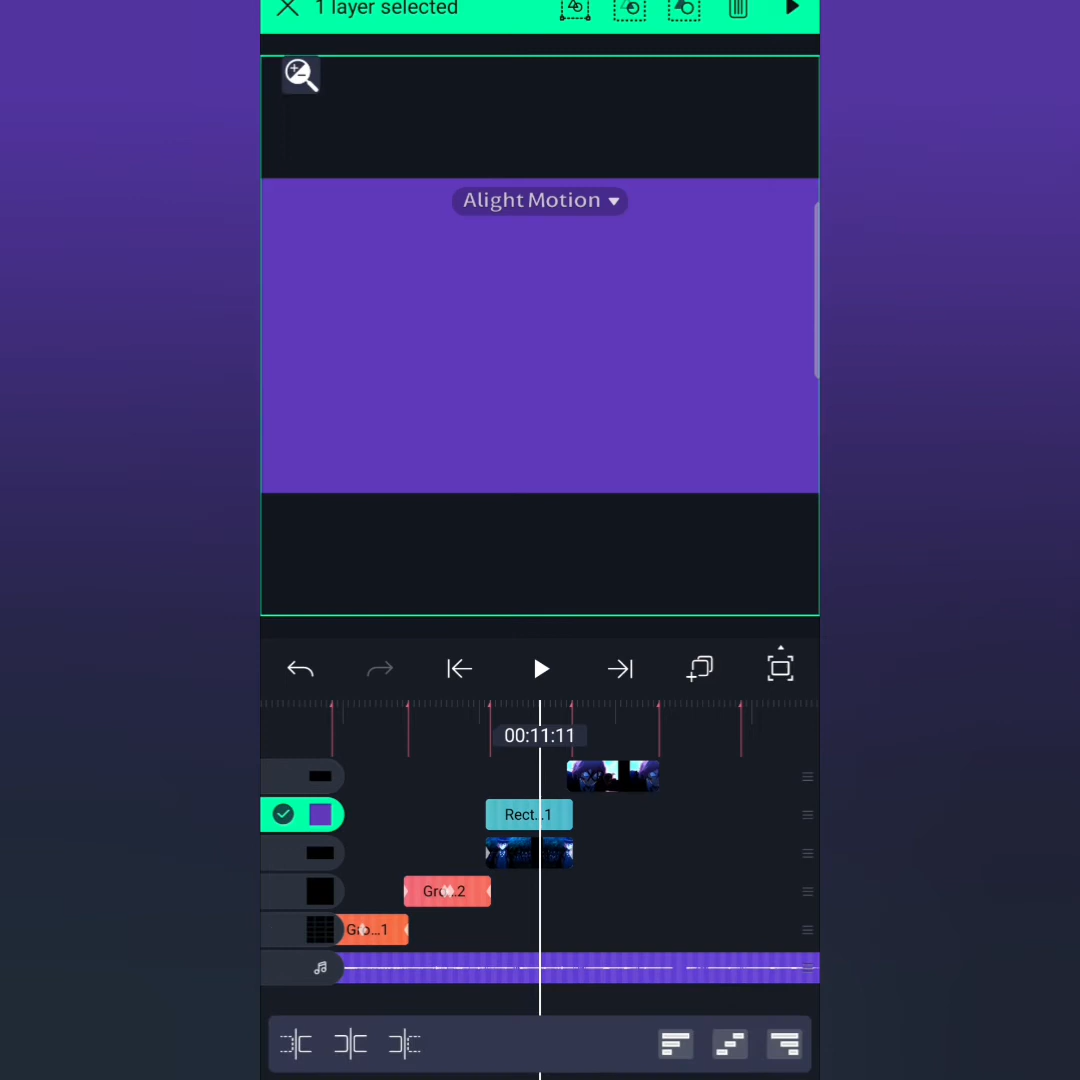 1 layer selected
Alight Motion
00:11:11
Rect...1
Gro...2
Gro...1